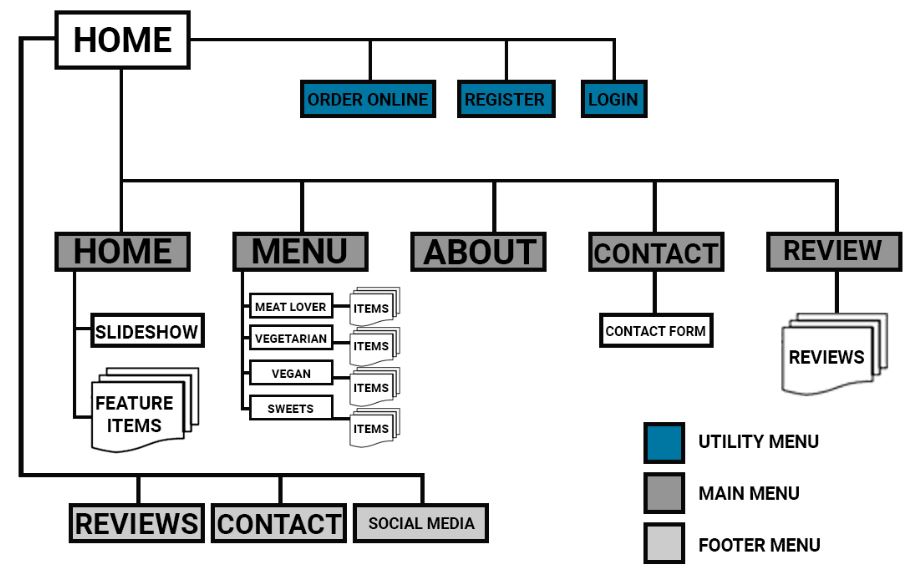 HOME
ORDER ONLINE
REGISTER
LOGIN
HOME
MENU
ABOUT
CONTACT
REVIEW
SLIDESHOW
FEATURE
ITEMS
MEAT LOVER
ITEMS
VEGETARIAN
ITEMS
VEGAN
ITEMS
SWEETS
ITEMS
CONTACT FORM
REVIEWS
UTILITY MENU
MAIN MENU
FOOTER MENU
REVIEWS
CONTACT
SOCIAL MEDIA